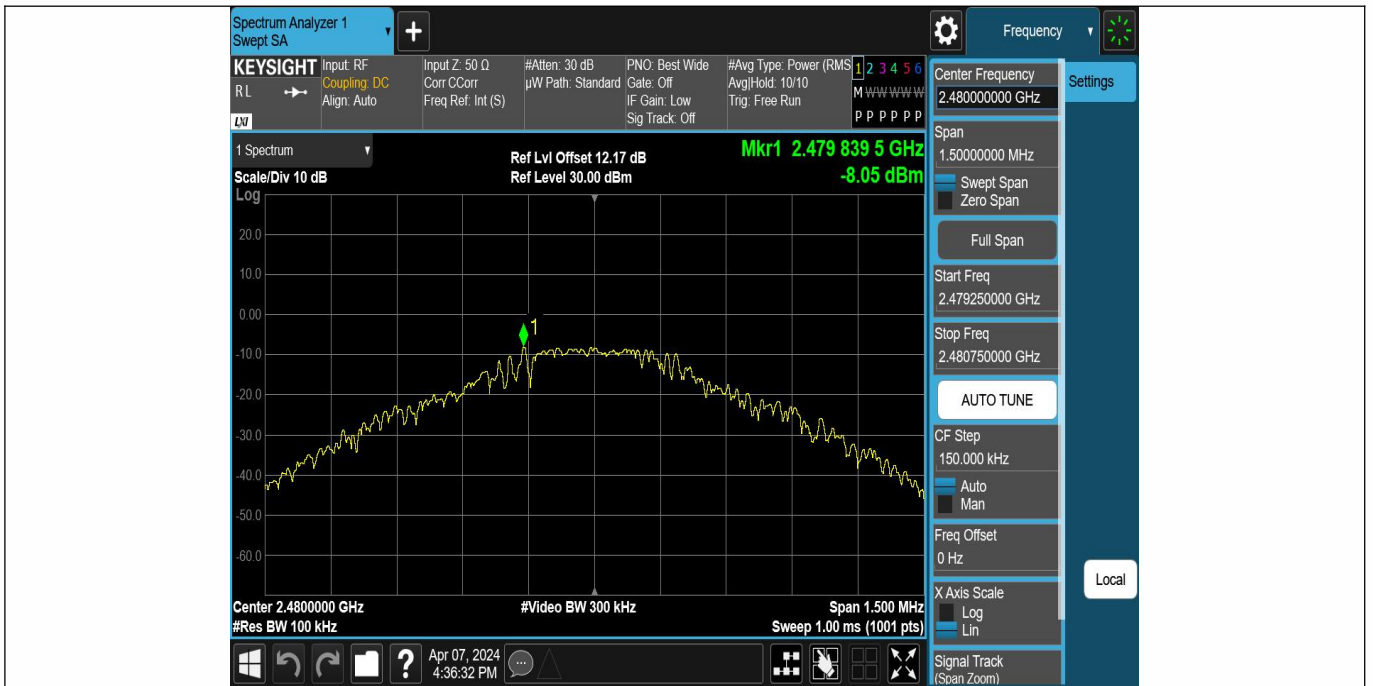 Spectrum Analyzer 1
Swept SA
Frequency
KEYSIGHT
RL
LXI
Input: RF
Coupling: DC
Align: Auto
Input Z: 50 Ω
Corr CCorr
Freq Ref: Int (S)
#Atten: 30 dB
µW Path: Standard
PNO: Best Wide
Gate: Off
IF Gain: Low
Sig Track: Off
#Avg Type: Power (RMS
Avg|Hold: 10/10
Trig: Free Run
1 2 3 4 5 6
M W W W W W
P P P P P P
1 Spectrum
Scale/Div 10 dB
Log
Ref Lvl Offset 12.17 dB
Ref Level 30.00 dBm
Mkr1 2.479 839 5 GHz
-8.05 dBm
20.0
10.0
0.00
1
-10.0
-20.0
-30.0
-40.0
-50.0
-60.0
Center 2.4800000 GHz
#Res BW 100 kHz
#Video BW 300 kHz
Span 1.500 MHz
Sweep 1.00 ms (1001 pts)
Center Frequency
2.480000000 GHz
Settings
Span
1.50000000 MHz
Swept Span
Zero Span
Full Span
Start Freq
2.479250000 GHz
Stop Freq
2.480750000 GHz
AUTO TUNE
CF Step
150.000 kHz
Auto
Man
Freq Offset
0 Hz
Local
X Axis Scale
Log
Lin
Signal Track
(Span Zoom)
?
Apr 07, 2024
4:36:32 PM